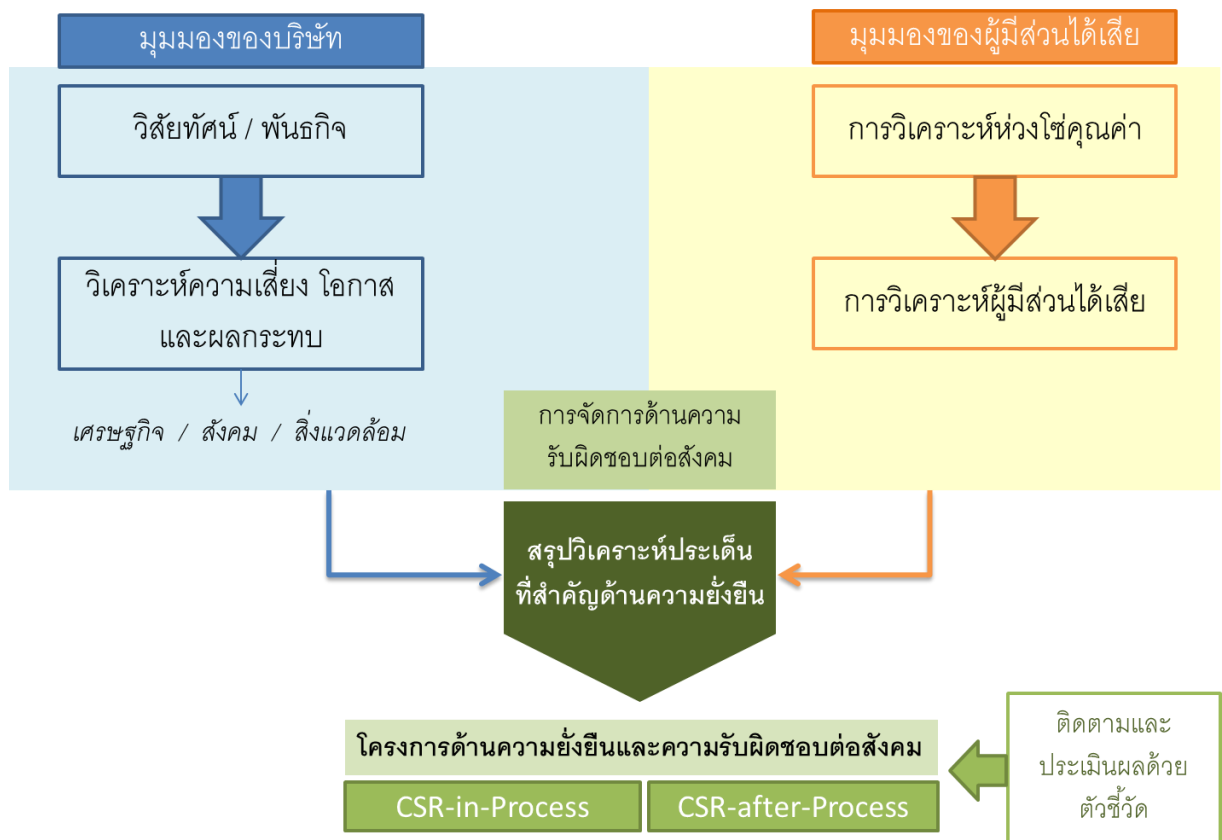 มุมมองของบริษัท
มุมมองของผู้มีส่วนได้เสีย
วิสัยทัศน์ / พันธกิจ
การวิเคราะห์ห่วงโซ่คุณค่า
วิเคราะห์ความเสี่ยง โอกาส
และผลกระทบ
การวิเคราะห์ผู้มีส่วนได้เสีย
เศรษฐกิจ / สังคม / สิ่งแวดล้อม
การจัดการด้านความ
รับผิดชอบต่อสังคม
สรุปวิเคราะห์ประเด็น
ที่สำคัญด้านความยั่งยืน
โครงการด้านความยั่งยืนและความรับผิดชอบต่อสังคม
CSR-in-Process
CSR-after-Process
ติดตามและ
ประเมินผลด้วย
ตัวชี้วัด